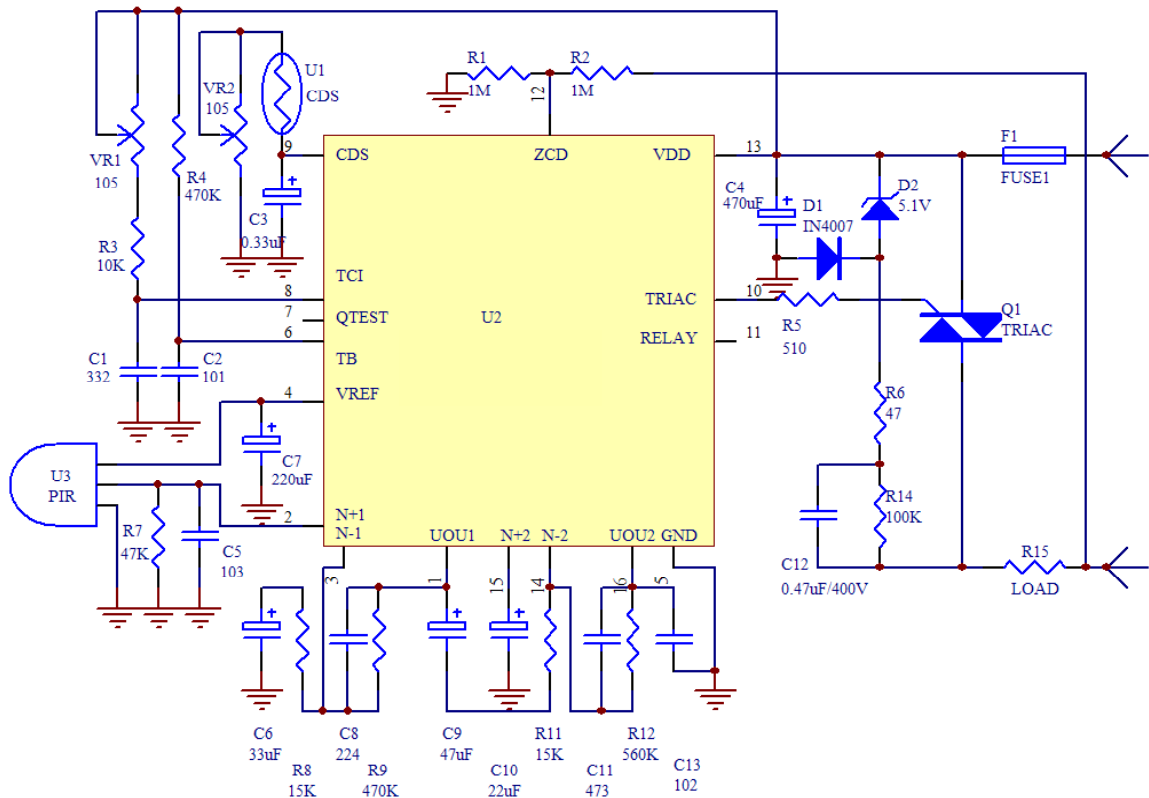 R1
1M
R2
1M
12
U1
CDS
VR2
105
VR1
105
R4
470K
R3
10K
9
CDS
ZCD
VDD
13
C3
0.33uF
C4
470uF
D1
IN4007
D2
5.1V
F1
FUSE1
TCI
8
7
QTEST
6
TB
U2
TRIAC
10
RELAY
11
R5
510
Q1
TRIAC
C1
332
C2
101
4
VREF
R6
47
C7
220uF
U3
PIR
R7
47K
C5
103
2
N+1
N-1
UOU1
N+2
N-2
UOU2
GND
R14
100K
C12
0.47uF/400V
R15
LOAD
3
1
15
14
16
5
C6
33uF
R8
15K
C8
224
R9
470K
C9
47uF
C10
22uF
R11
15K
C11
473
R12
560K
C13
102